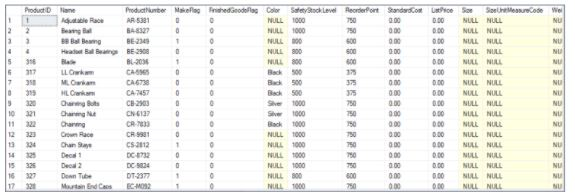 ProductID Name ProductNumber MakeFlag FinishedGoodsFlag Color SafetyStockLevel ReorderPoint StandardCost ListPrice Size SizeUnitMeasureCode Wei
1 1 Adjustable Race AR-5381 0 0 NULL 1000 750 0.00 0.00 NULL NULL NU
2 2 Bearing Ball BA-8327 0 0 NULL 1000 750 0.00 0.00 NULL NULL NU
3 3 BB Ball Bearing BE-2349 1 0 NULL 800 600 0.00 0.00 NULL NULL NU
4 4 Headset Ball Bearings BE-2908 0 0 NULL 800 600 0.00 0.00 NULL NULL NU
5 316 Blade BL-2036 1 0 NULL 800 600 0.00 0.00 NULL NULL NU
6 317 LL Crankarm CA-5965 0 0 Black 500 375 0.00 0.00 NULL NULL NU
7 318 ML Crankarm CA-6738 0 0 Black 500 375 0.00 0.00 NULL NULL NU
8 319 HL Crankarm CA-7457 0 0 Black 500 375 0.00 0.00 NULL NULL NU
9 320 Chainring Bolts CB-2903 0 0 Silver 1000 750 0.00 0.00 NULL NULL NU
10 321 Chainring Nut CN-6137 0 0 Silver 1000 750 0.00 0.00 NULL NULL NU
11 322 Chainring CR-7833 0 0 Black 1000 750 0.00 0.00 NULL NULL NU
12 323 Crown Race CR-9981 0 0 NULL 1000 750 0.00 0.00 NULL NULL NU
13 324 Chain Stays CS-2812 1 0 NULL 1000 750 0.00 0.00 NULL NULL NU
14 325 Decal 1 DC-8732 0 0 NULL 1000 750 0.00 0.00 NULL NULL NU
15 326 Decal 2 DC-9824 0 0 NULL 1000 750 0.00 0.00 NULL NULL NU
16 327 Down Tube DT-2377 1 0 NULL 800 600 0.00 0.00 NULL NULL NU
17 328 Mountain End Caps EC-M092 1 0 NULL 1000 750 0.00 0.00 NULL NULL NU